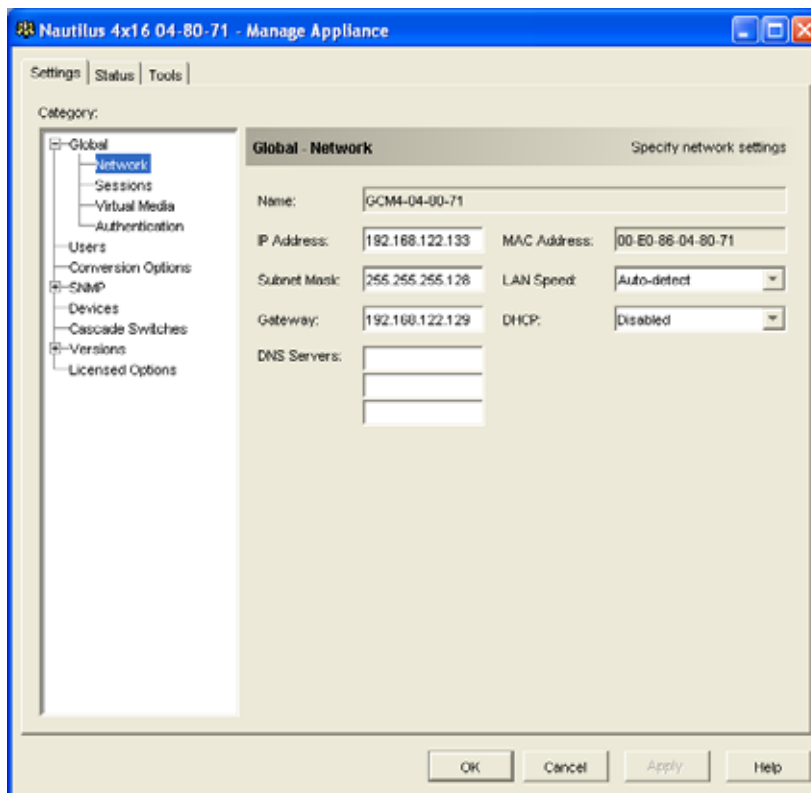 Nautilus 4x16 04-80-71 - Manage Appliance
Settings Status Tools
Category:
Global
Network
Sessions
Virtual Media
Authentication
Users
Conversion Options
SNMP
Devices
Cascade Switches
Versions
Licensed Options
Global - Network Specify network settings
Name: GCM4-04-80-71
IP Address: 192.168.122.133 MAC Address: 00-E0-86-04-80-71
Subnet Mask: 255.255.255.128 LAN Speed: Auto-detect
Gateway: 192.168.122.129 DHCP: Disabled
DNS Servers:
OK Cancel Apply Help